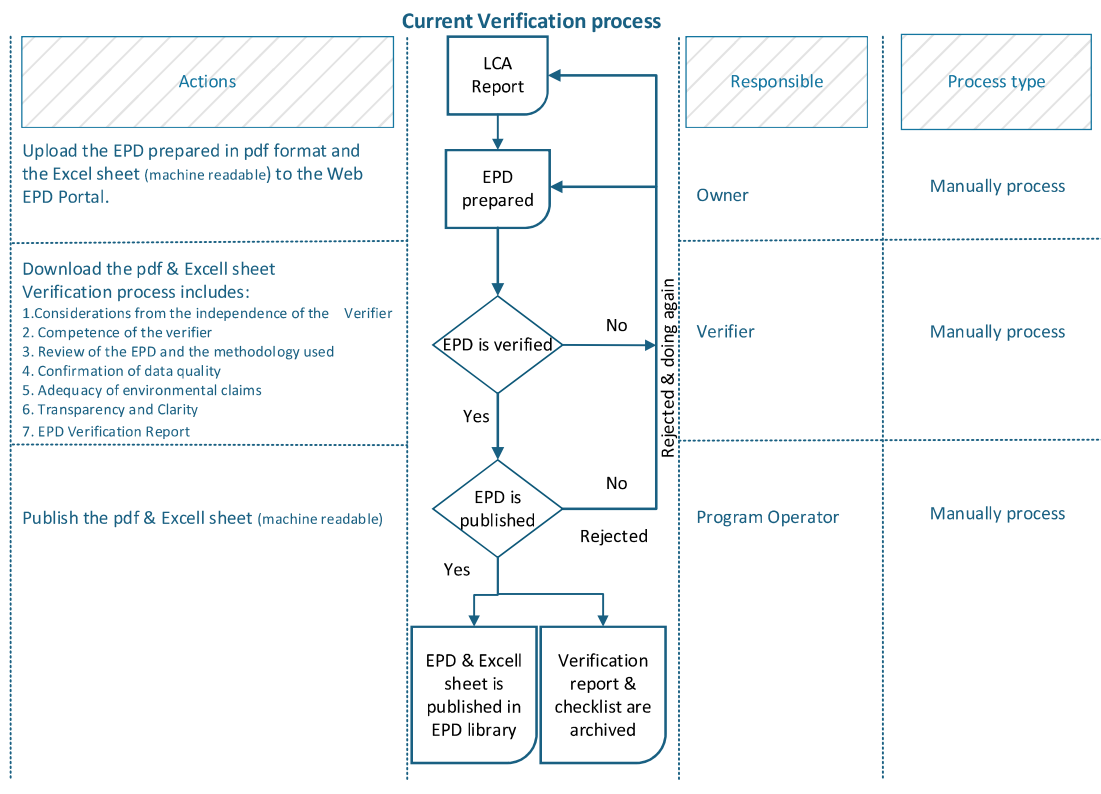 Current Verification process
Actions
LCA
Report
Responsible
Process type
Upload the EPD prepared in pdf format and
the Excel sheet (machine readable) to the Web
EPD Portal.
EPD
prepared
Owner
Manually process
Download the pdf & Excell sheet
Verification process includes:
1.Considerations from the independence of the Verifier
2. Competence of the verifier
3. Review of the EPD and the methodology used
4. Confirmation of data quality
5. Adequacy of environmental claims
6. Transparency and Clarity
7. EPD Verification Report
EPD is verified
No
Yes
Rejected & doing again
Verifier
Manually process
Publish the pdf & Excell sheet (machine readable)
EPD is
published
No
Rejected
Yes
Program Operator
Manually process
EPD & Excell
sheet is
published in
EPD library
Verification
report &
checklist are
archived